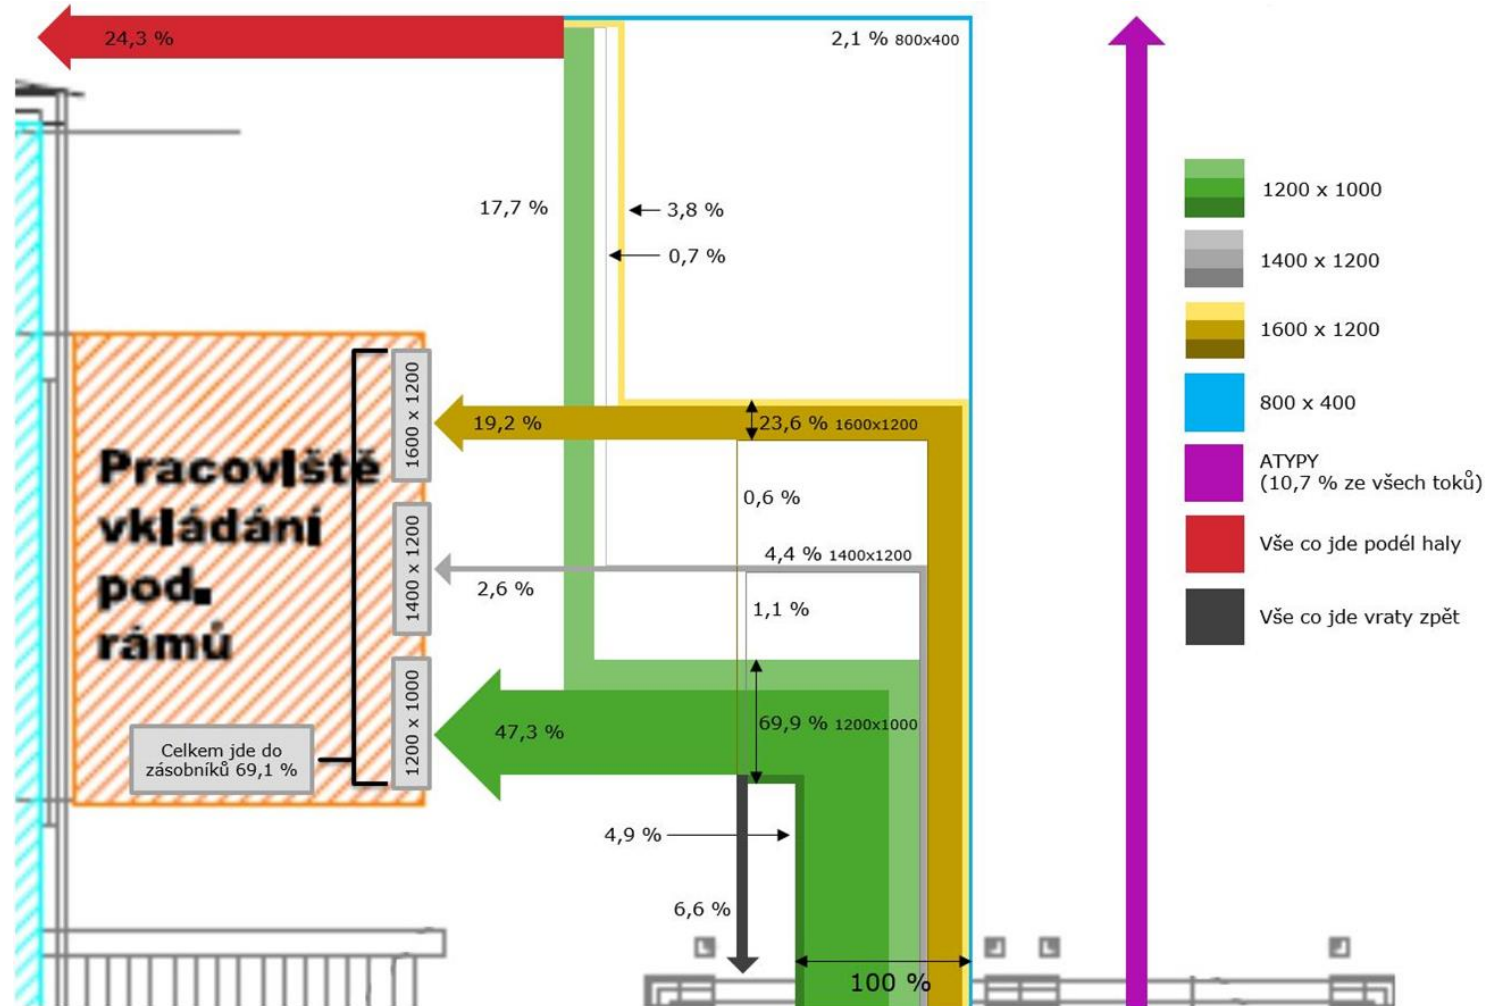 24,3 %
2,1 % 800x400
17,7 %
3,8 %
0,7 %
1200 x 1000
1400 x 1200
1600 x 1200
800 x 400
ATYPY
(10,7 % ze všech toků)
Vše co jde podél haly
Vše co jde vraty zpět
Pracoviště
vkládání
pod.
rámů
1600 x 1200
1400 x 1200
1200 x 1000
Celkem jde do
zásobníků 69,1 %
19,2 %
23,6 % 1600x1200
0,6 %
4,4 % 1400x1200
2,6 %
1,1 %
47,3 %
69,9 % 1200x1000
4,9 %
6,6 %
100 %